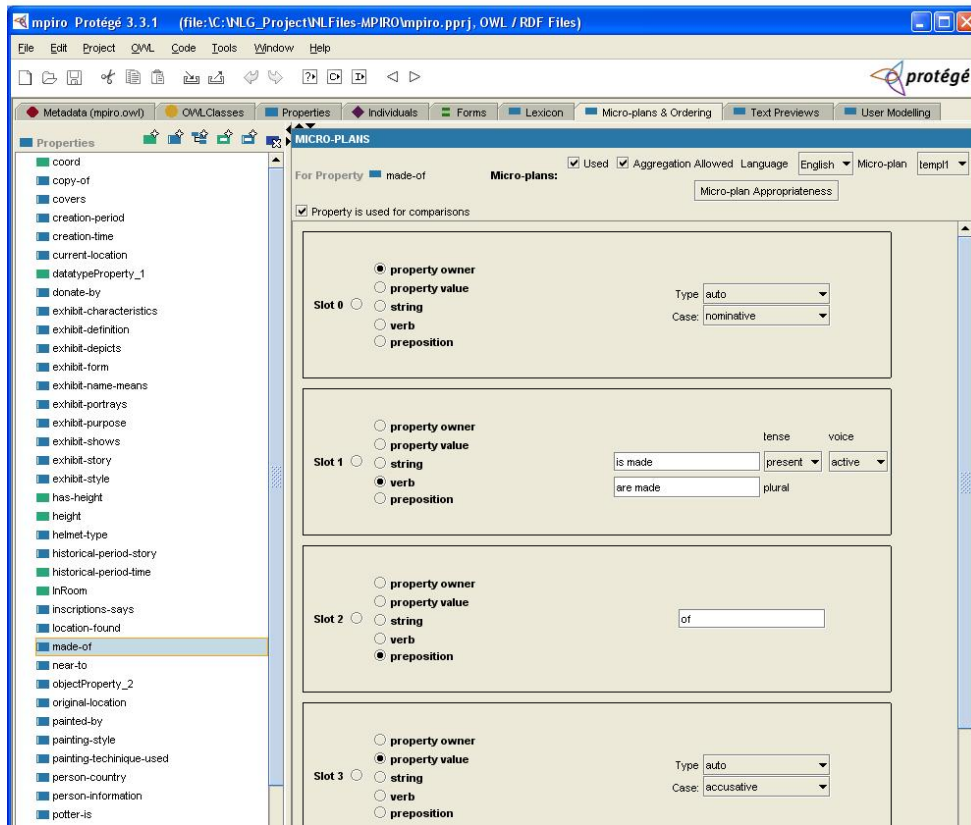 mpiro Protégé 3.3.1 (file:\C:\NLG_Project\NLFiles-MPIRO\mpiro.pprj, OWL / RDF Files)
File Edit Project OWL Code Tools Window Help
protégé
Metadata (mpiro.owl) OWLClasses Properties Individuals Forms Lexicon Micro-plans & Ordering Text Previews User Modelling
Properties
coord
copy-of
covers
creation-period
creation-time
current-location
datatypeProperty_1
donate-by
exhibit-characteristics
exhibit-definition
exhibit-depicts
exhibit-form
exhibit-name-means
exhibit-portrays
exhibit-purpose
exhibit-shows
exhibit-story
exhibit-style
has-height
height
helmet-type
historical-period-story
historical-period-time
InRoom
inscriptions-says
location-found
made-of
near-to
objectProperty_2
original-location
painted-by
painting-style
painting-techinique-used
person-country
person-information
potter-is
MICRO-PLANS
For Property made-of Micro-plans: Used Aggregation Allowed Language English Micro-plan templ1
Micro-plan Appropriateness
Property is used for comparisons
Slot 0
property owner
property value
string
verb
preposition
Type auto
Case: nominative
Slot 1
property owner
property value
string
verb
preposition
tense voice
is made present active
are made plural
Slot 2
property owner
property value
string
verb
preposition
of
Slot 3
property owner
property value
string
verb
preposition
Type auto
Case: accusative